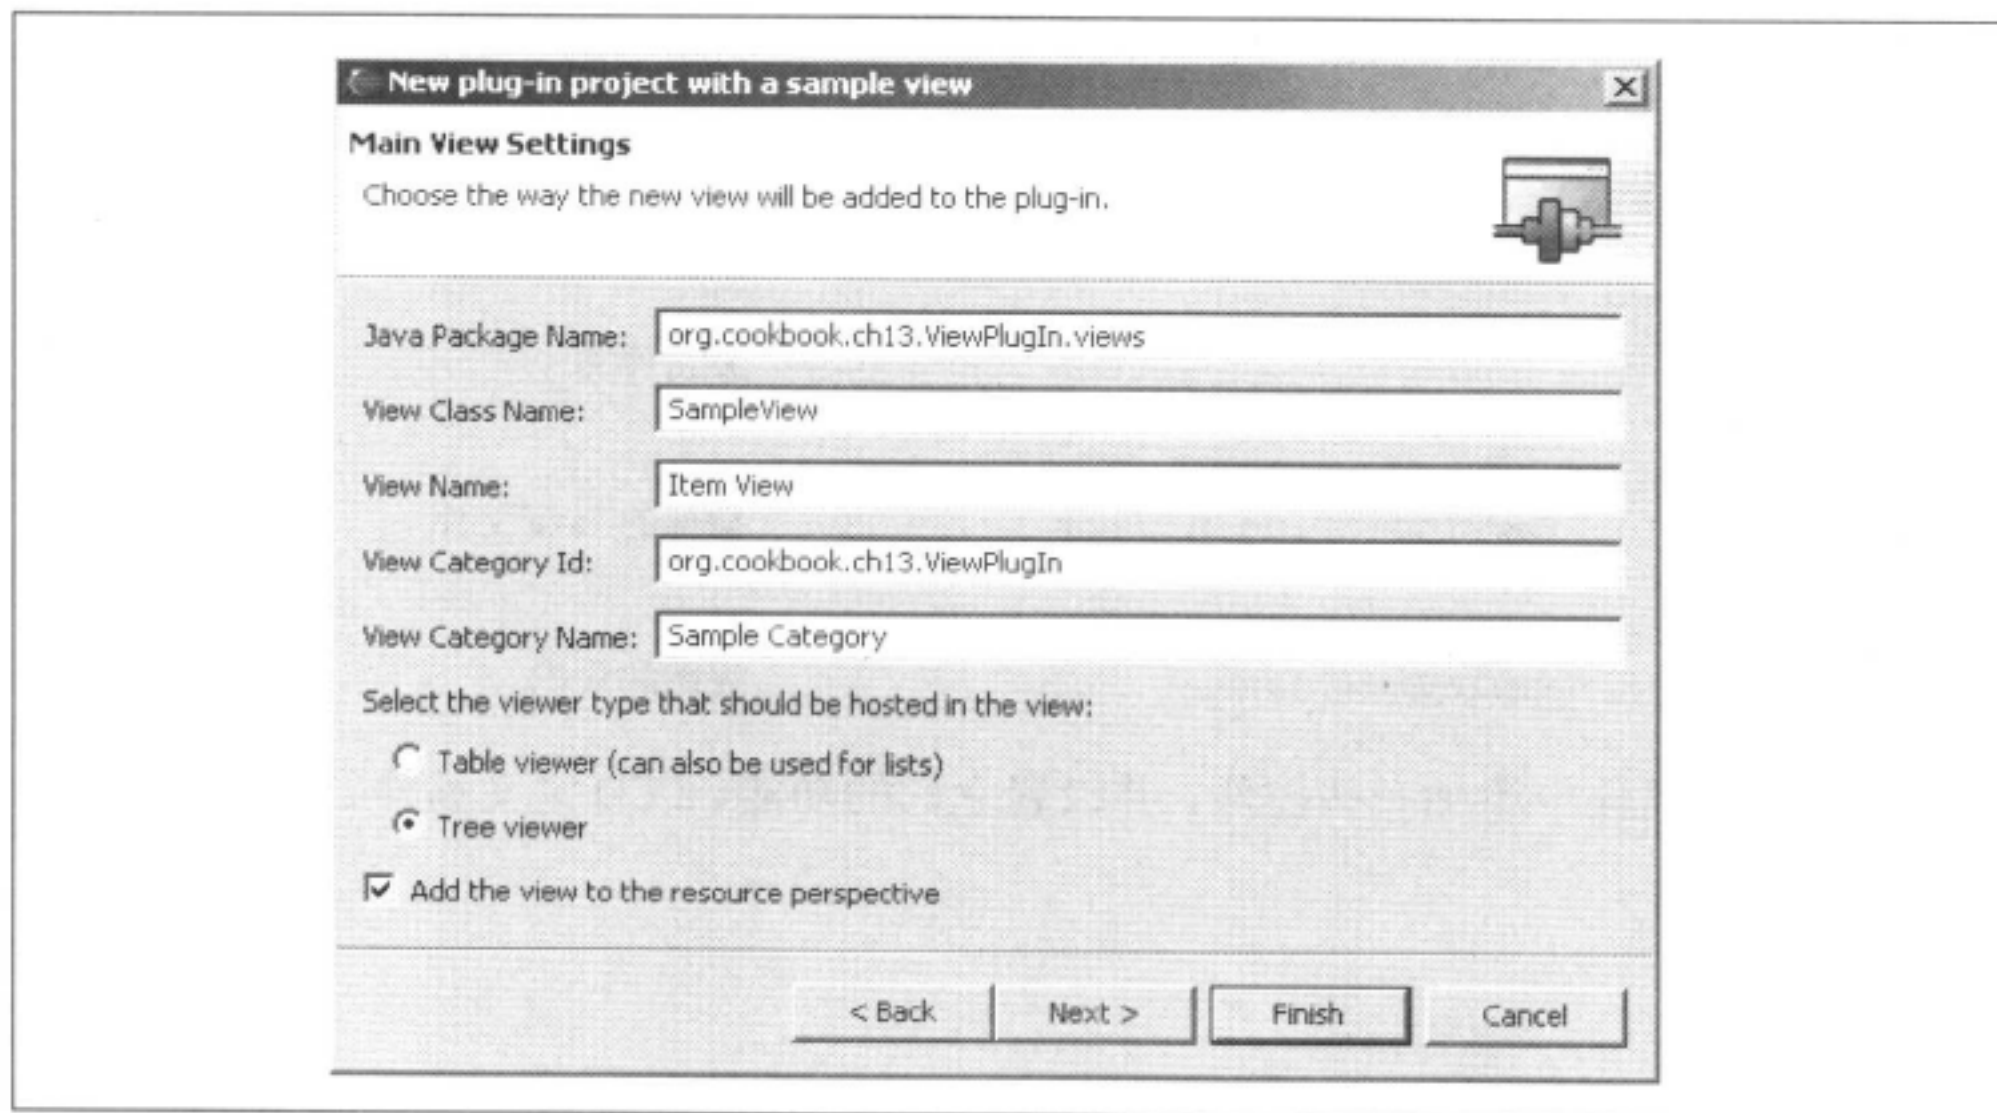 New plug-in project with a sample view
Main View Settings
Choose the way the new view will be added to the plug-in.
Java Package Name: org.cookbook.ch13.ViewPlugIn.views
View Class Name: SampleView
View Name: Item View
View Category Id: org.cookbook.ch13.ViewPlugIn
View Category Name: Sample Category
Select the viewer type that should be hosted in the view:
Table viewer (can also be used for lists)
Tree viewer
Add the view to the resource perspective
< Back Next > Finish Cancel